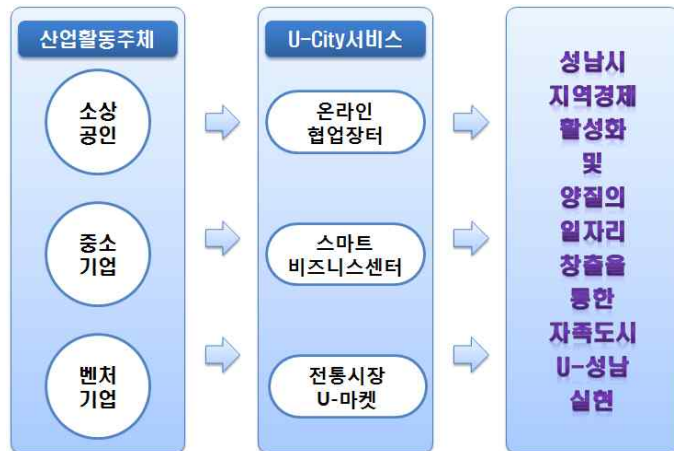 산업활동주체
소상
공인
중소
기업
벤처
기업
U-City서비스
온라인
협업장터
스마트
비즈니스센터
전통시장
U-마켓
성남시
지역경제
활성화
및
양질의
일자리
창출을
통한
자족도시
U-성남
실현